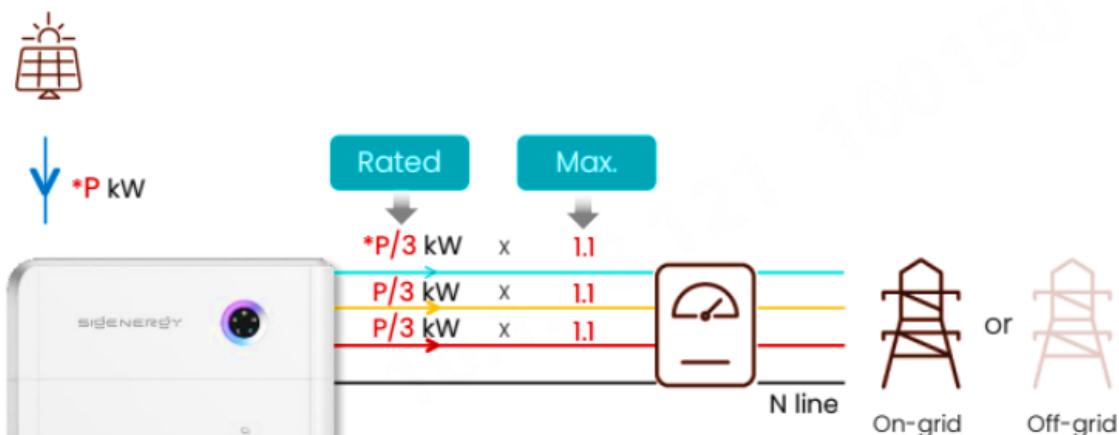 Rated Max.
*P kW
*P/3 kW x 1.1
P/3 kW x 1.1
SIGENERGY
P/3 kW x 1.1
or
N line
On-grid Off-grid